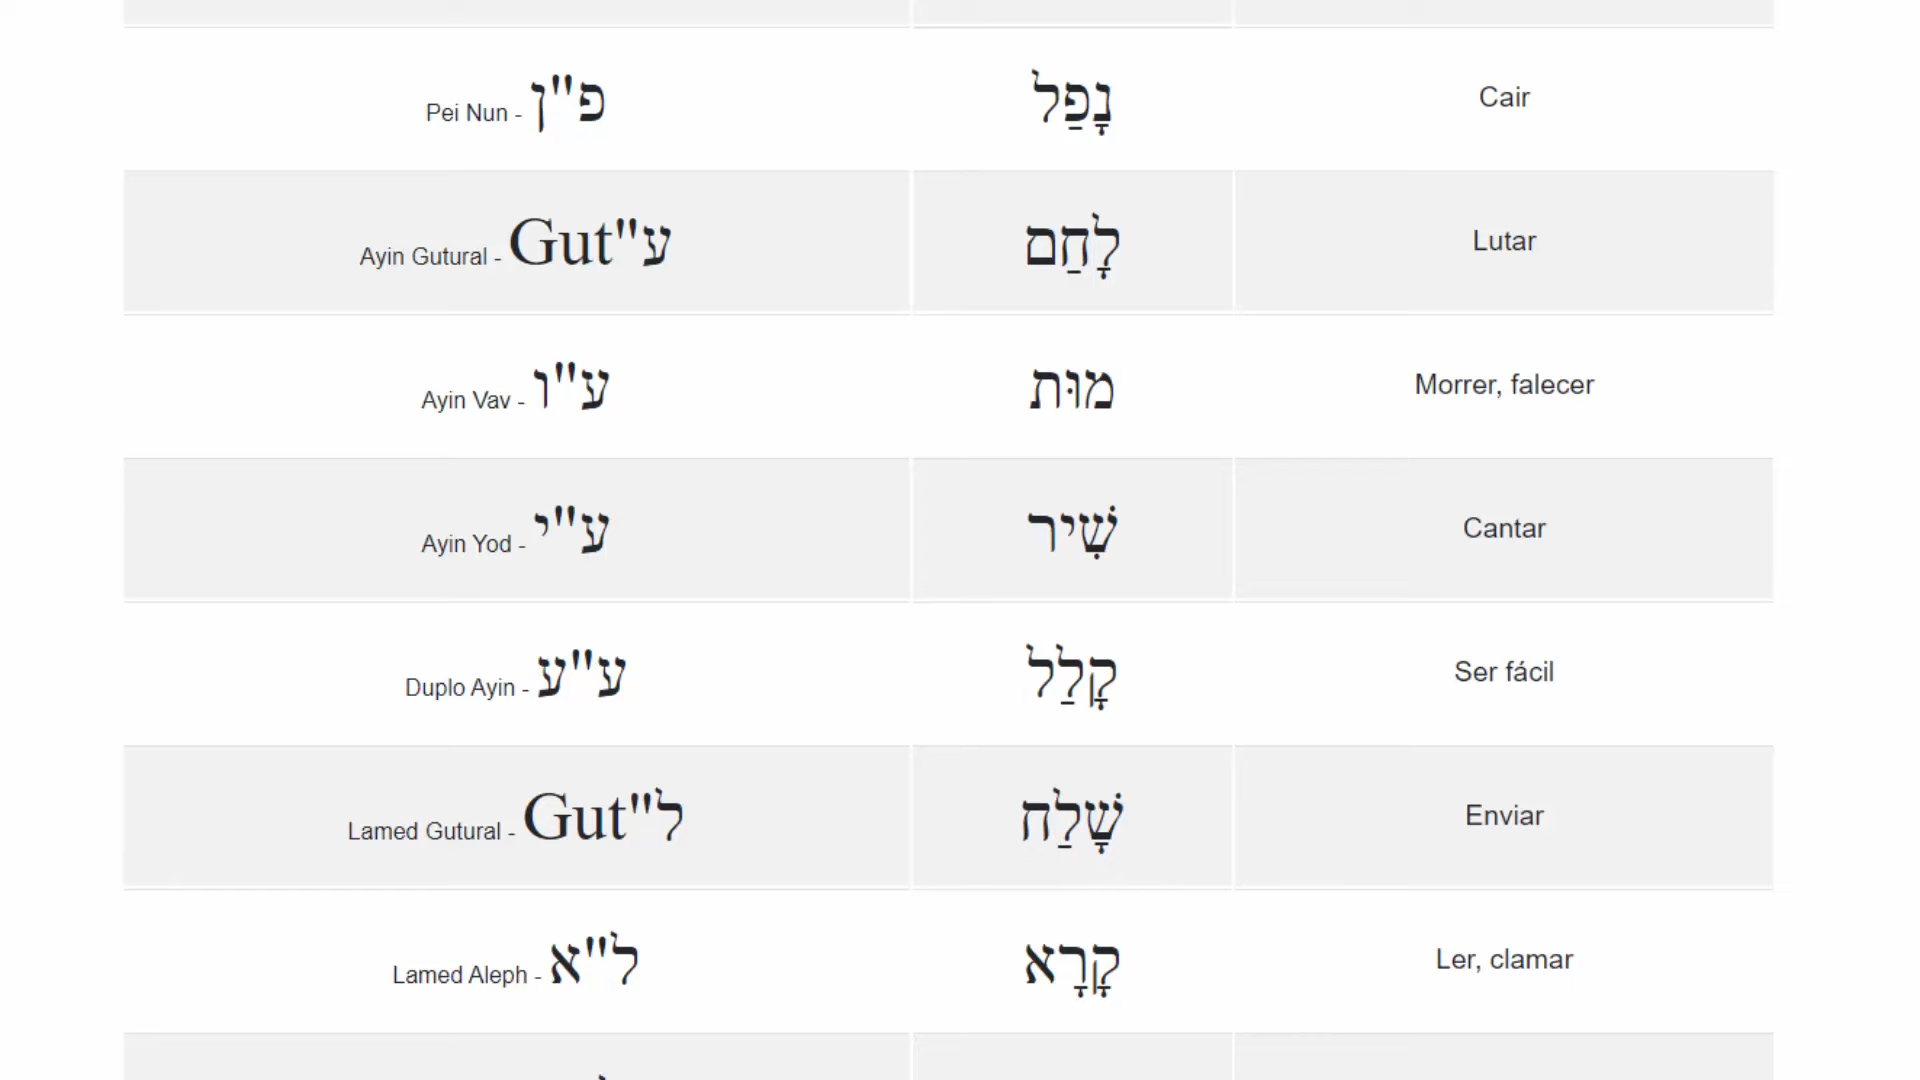 Pei Nun - פ"ן נָפַל Cair
Ayin Gutural - Gut"ע לָחַם Lutar
Ayin Vav - ע"ו מוּת Morrer, falecer
Ayin Yod - ע"י שִׁיר Cantar
Duplo Ayin - ע"ע קָלַל Ser fácil
Lamed Gutural - Gut"ל שָׁלַח Enviar
Lamed Aleph - ל"א קָרָא Ler, clamar